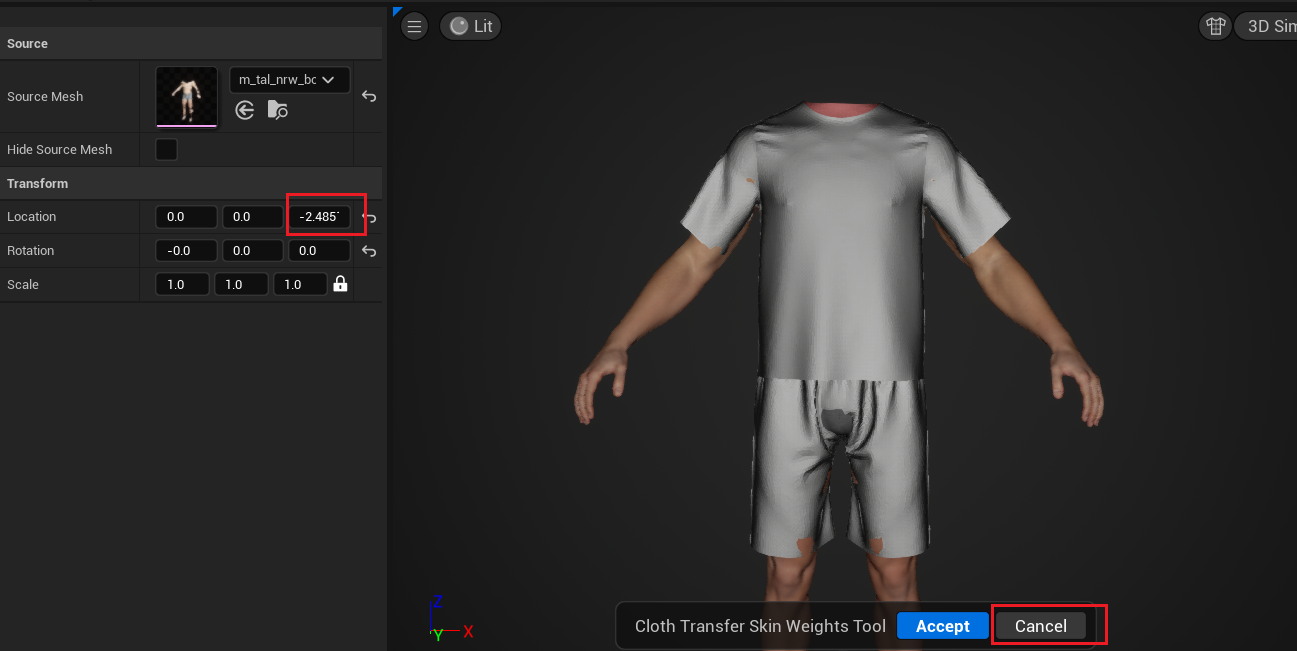 Lit
3D Sim
Source
Source Mesh
m_tal_nrw_bc
Hide Source Mesh
Transform
Location 0.0 0.0 -2.485
Rotation -0.0 0.0 0.0
Scale 1.0 1.0 1.0
Z
Y X
Cloth Transfer Skin Weights Tool Accept Cancel